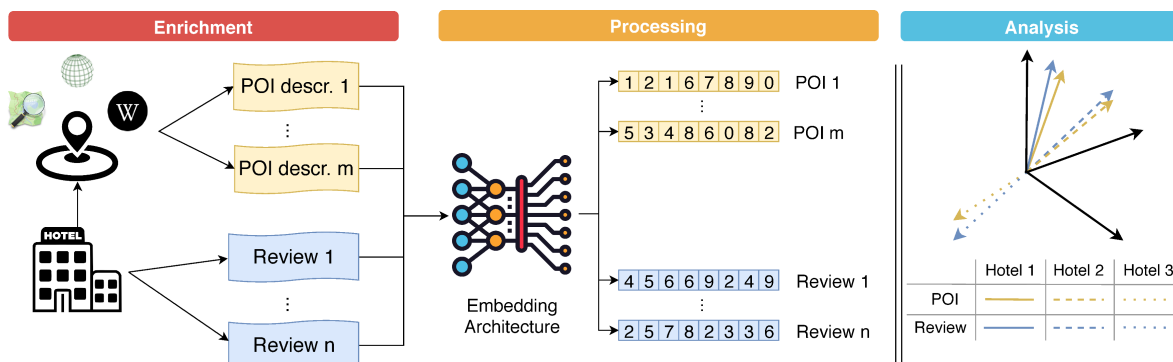 Enrichment
Processing
Analysis
W
POI descr. 1
⋮
POI descr. m
HOTEL
Review 1
⋮
Review n
Embedding
Architecture
1 2 1 6 7 8 9 0 POI 1
⋮
5 3 4 8 6 0 8 2 POI m
4 5 6 6 9 2 4 9 Review 1
⋮
2 5 7 8 2 3 3 6 Review n
Hotel 1 Hotel 2 Hotel 3
POI
Review